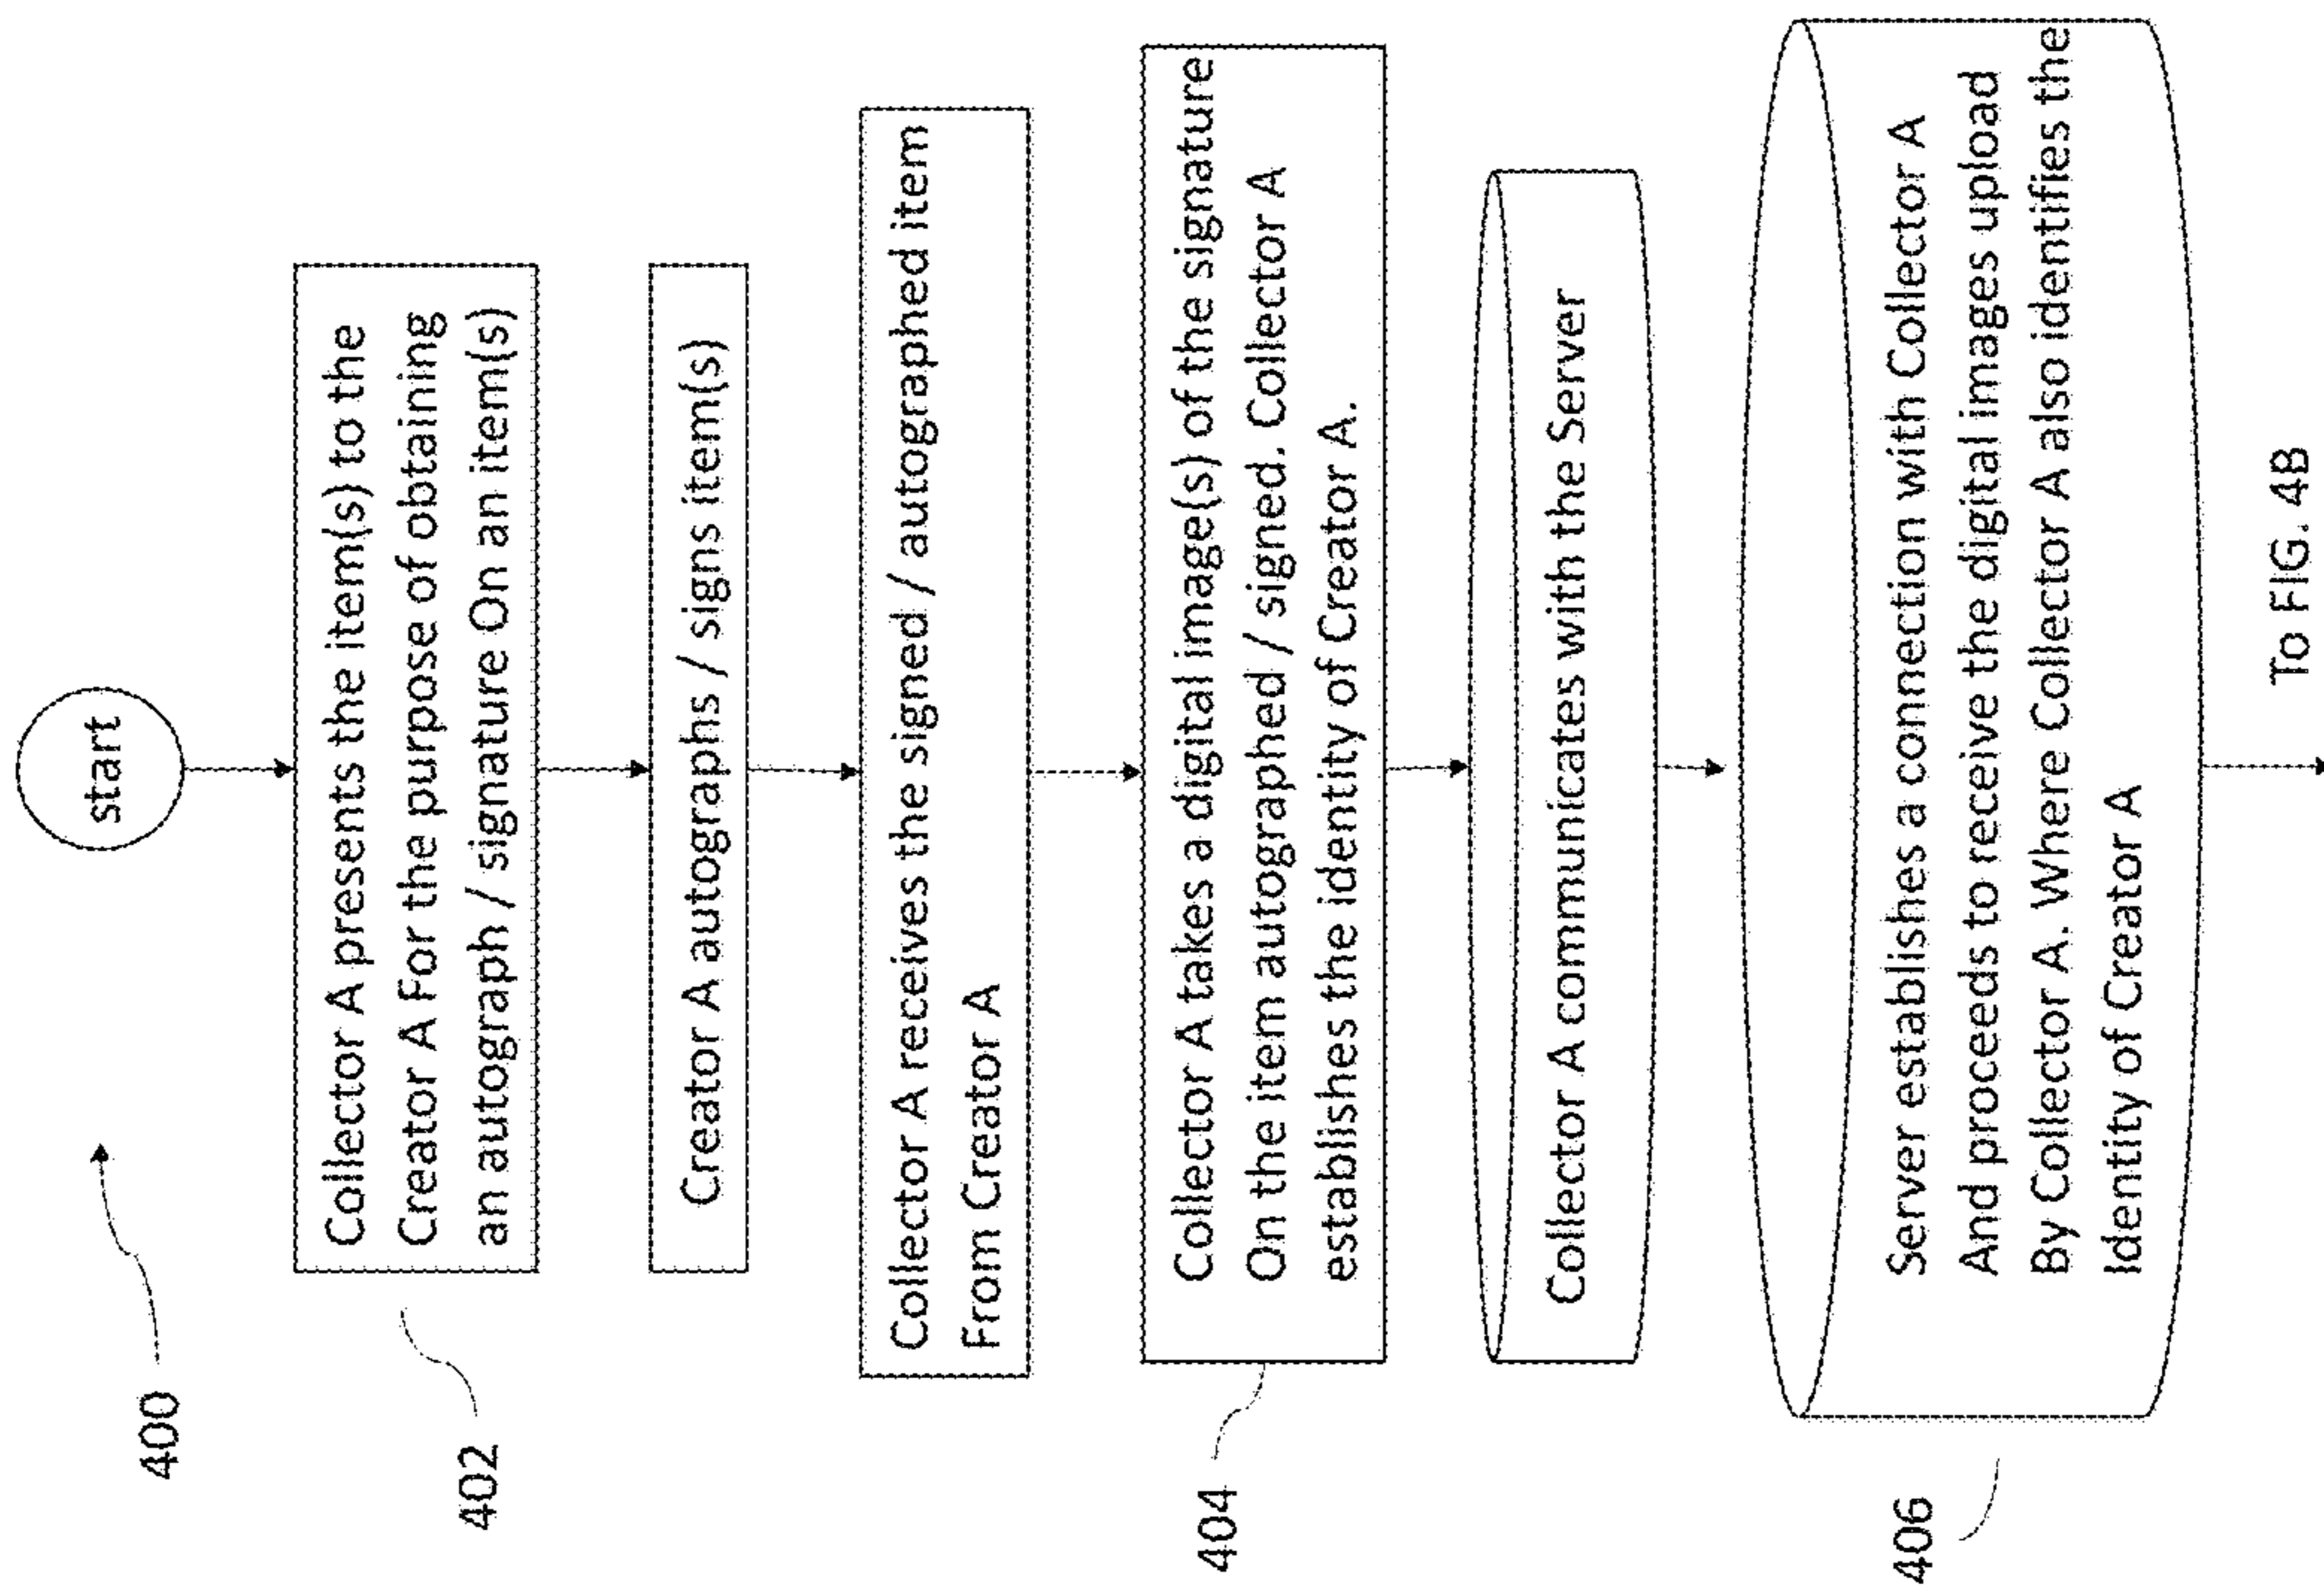 400
start
402
Collector A presents the item(s) to the
Creator A For the purpose of obtaining
an autograph / signature On an item(s)
Creator A autographs / signs item(s)
Collector A receives the signed / autographed item
From Creator A
404
Collector A takes a digital image(s) of the signature
On the item autographed / signed. Collector A
establishes the identity of Creator A.
Collector A communicates with the Server
406
Server establishes a connection with Collector A
And proceeds to receive the digital images upload
By Collector A. Where Collector A also identifies the
Identity of Creator A
To FIG. 4B